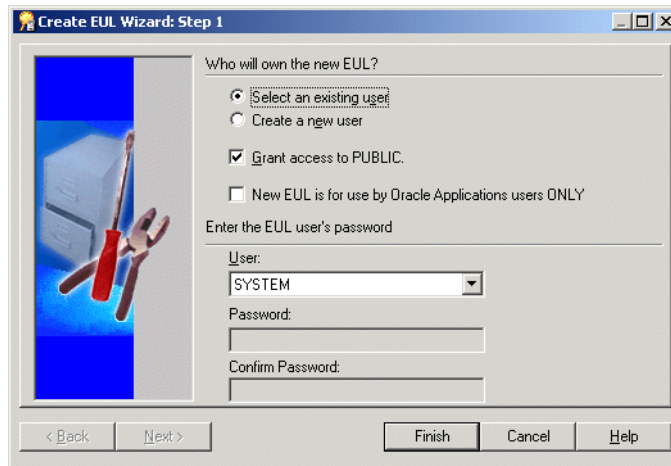 Create EUL Wizard: Step 1
Who will own the new EUL?
Select an existing user
Create a new user
Grant access to PUBLIC.
New EUL is for use by Oracle Applications users ONLY
Enter the EUL user's password
User:
SYSTEM
Password:
Confirm Password:
< Back Next > Finish Cancel Help